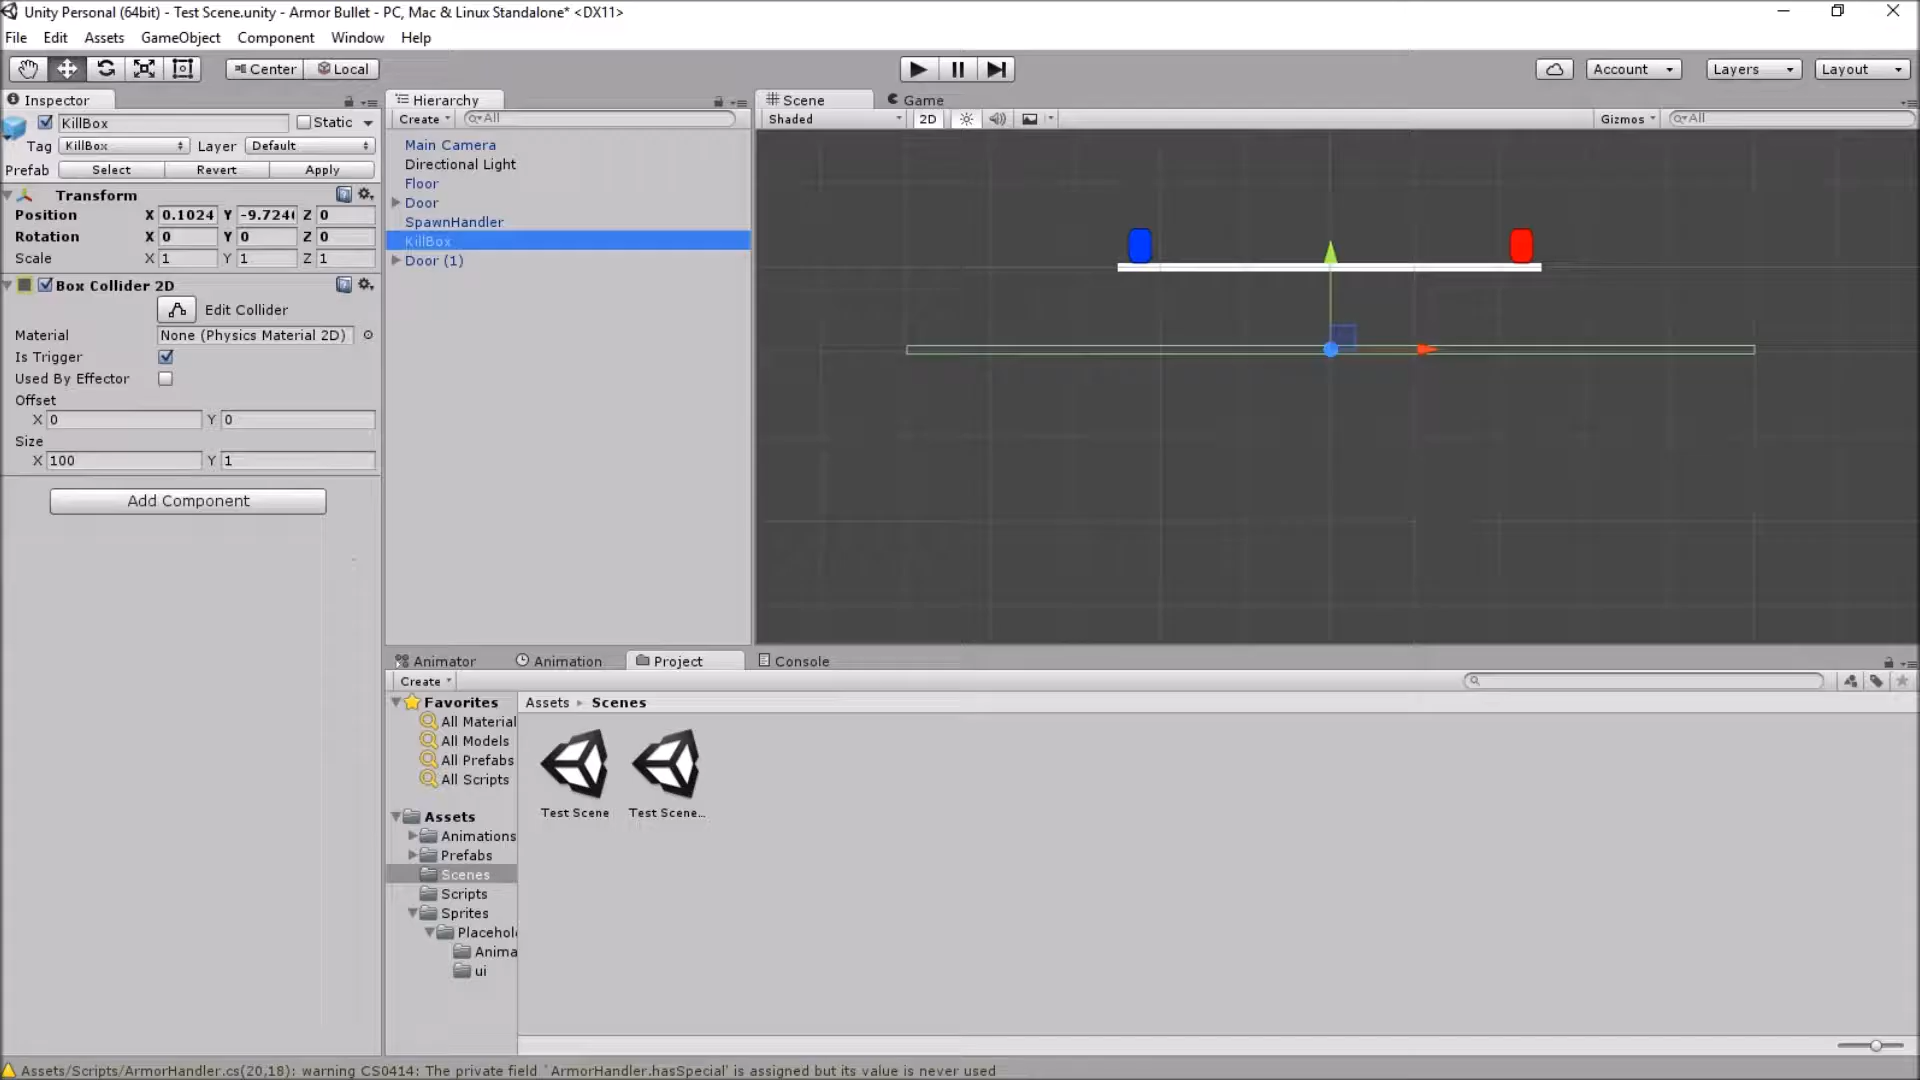 Unity Personal (64bit) - Test Scene.unity - Armor Bullet - PC, Mac & Linux Standalone* <DX11>
File Edit Assets GameObject Component Window Help
Center Local Account Layers Layout
Inspector
KillBox Static
Tag KillBox Layer Default
Prefab Select Revert Apply
Transform
Position X 0.1024 Y -9.724 Z 0
Rotation X 0 Y 0 Z 0
Scale X 1 Y 1 Z 1
Box Collider 2D
Edit Collider
Material None (Physics Material 2D)
Is Trigger
Used By Effector
Offset
X 0 Y 0
Size
X 100 Y 1
Add Component
Hierarchy
Create All
Main Camera
Directional Light
Floor
Door
SpawnHandler
KillBox
Door (1)
Scene Game
Shaded 2D Gizmos All
Animator Animation Project Console
Create
Favorites
All Material
All Models
All Prefabs
All Scripts
Assets
Animations
Prefabs
Scenes
Scripts
Sprites
Placehol
Anima
ui
Assets Scenes
Test Scene Test Scene...
Assets/Scripts/ArmorHandler.cs(20,18): warning CS0414: The private field `ArmorHandler.hasSpecial' is assigned but its value is never used